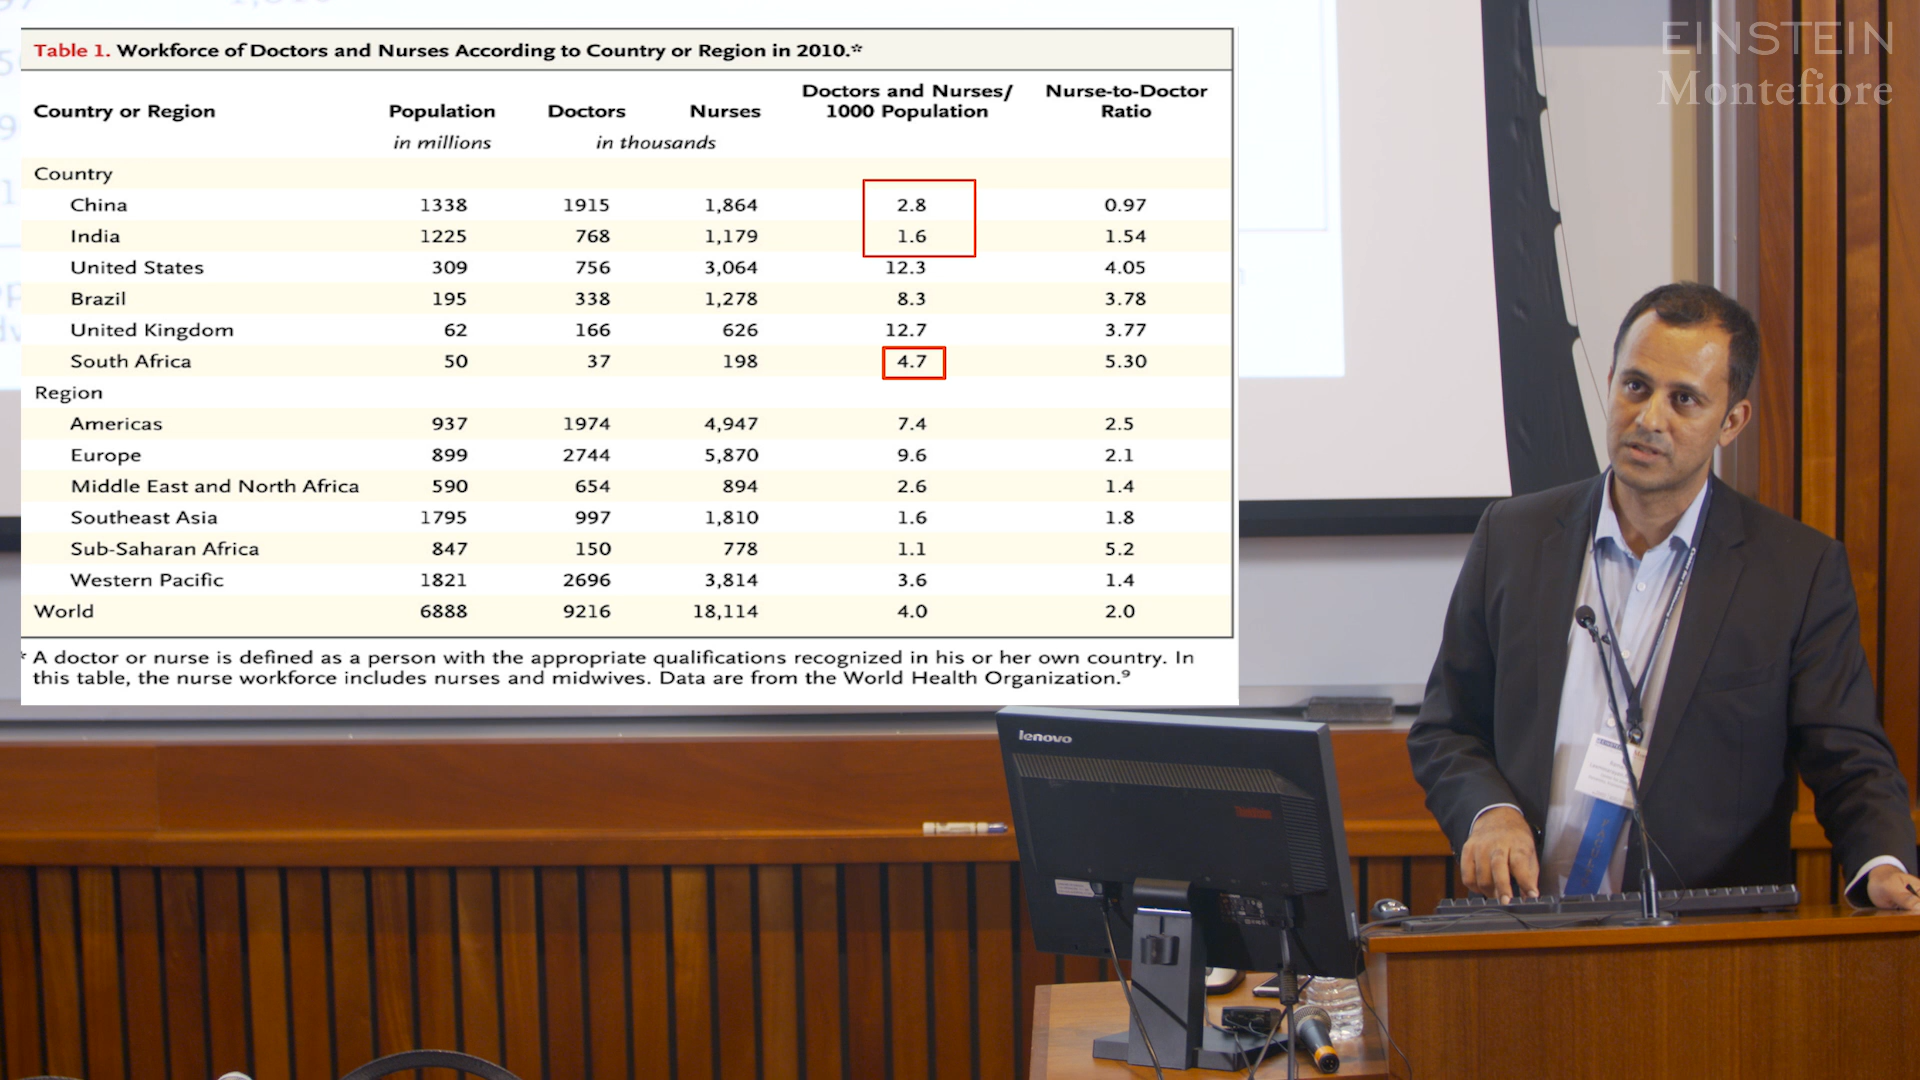 EINSTEIN
Montefiore
Table 1. Workforce of Doctors and Nurses According to Country or Region in 2010.*
Country or Region Population Doctors Nurses Doctors and Nurses/ 1000 Population Nurse-to-Doctor Ratio
in millions in thousands
Country
China 1338 1915 1,864 2.8 0.97
India 1225 768 1,179 1.6 1.54
United States 309 756 3,064 12.3 4.05
Brazil 195 338 1,278 8.3 3.78
United Kingdom 62 166 626 12.7 3.77
South Africa 50 37 198 4.7 5.30
Region
Americas 937 1974 4,947 7.4 2.5
Europe 899 2744 5,870 9.6 2.1
Middle East and North Africa 590 654 894 2.6 1.4
Southeast Asia 1795 997 1,810 1.6 1.8
Sub-Saharan Africa 847 150 778 1.1 5.2
Western Pacific 1821 2696 3,814 3.6 1.4
World 6888 9216 18,114 4.0 2.0
* A doctor or nurse is defined as a person with the appropriate qualifications recognized in his or her own country. In
this table, the nurse workforce includes nurses and midwives. Data are from the World Health Organization.⁹
lenovo